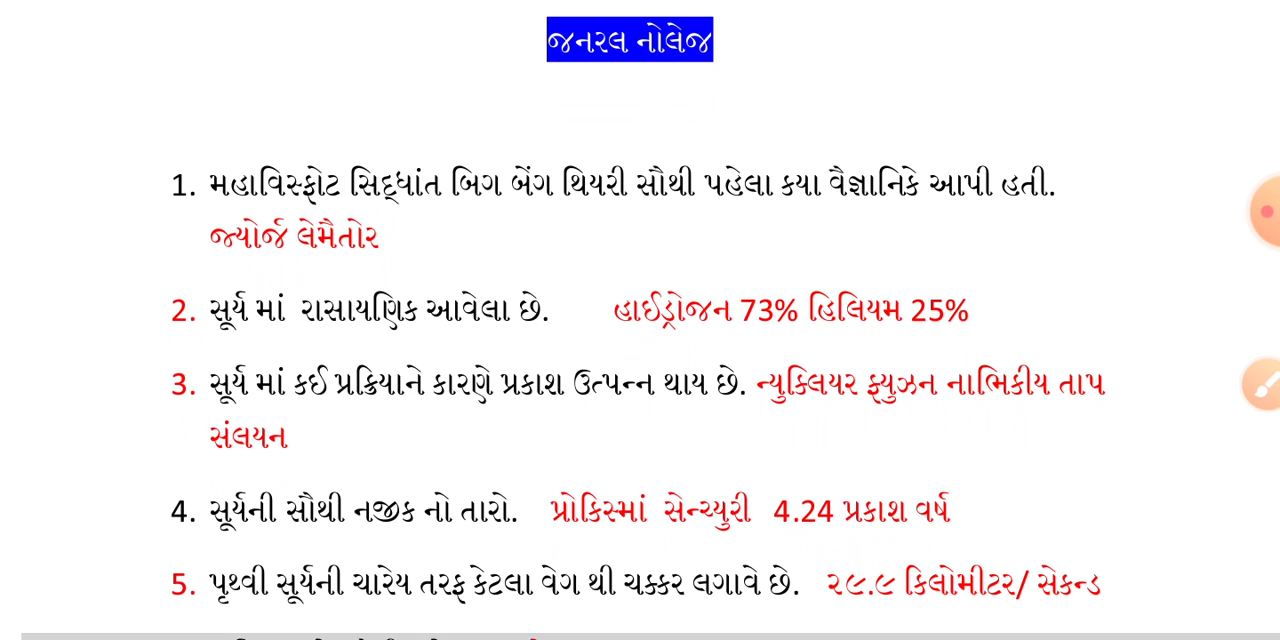 જનરલ નોલેજ
1. મહાવિસ્ફોટ સિદ્ધાંત બિગ બેંગ થિયરી સૌથી પહેલા કયા વૈજ્ઞાનિકે આપી હતી.
જ્યોર્જ લેમૈતોર
2. સૂર્ય માં રાસાયણિક આવેલા છે. હાઈડ્રોજન 73% હિલિયમ 25%
3. સૂર્ય માં કઈ પ્રક્રિયાને કારણે પ્રકાશ ઉત્પન્ન થાય છે. ન્યુક્લિયર ફ્યુઝન નાભિકીય તાપ
સંલયન
4. સૂર્યની સૌથી નજીક નો તારો. પ્રોકિસ્માં સેન્ચ્યુરી 4.24 પ્રકાશ વર્ષ
5. પૃથ્વી સૂર્યની ચારેય તરફ કેટલા વેગ થી ચક્કર લગાવે છે. ૨૯.૯ કિલોમીટર/ સેકન્ડ